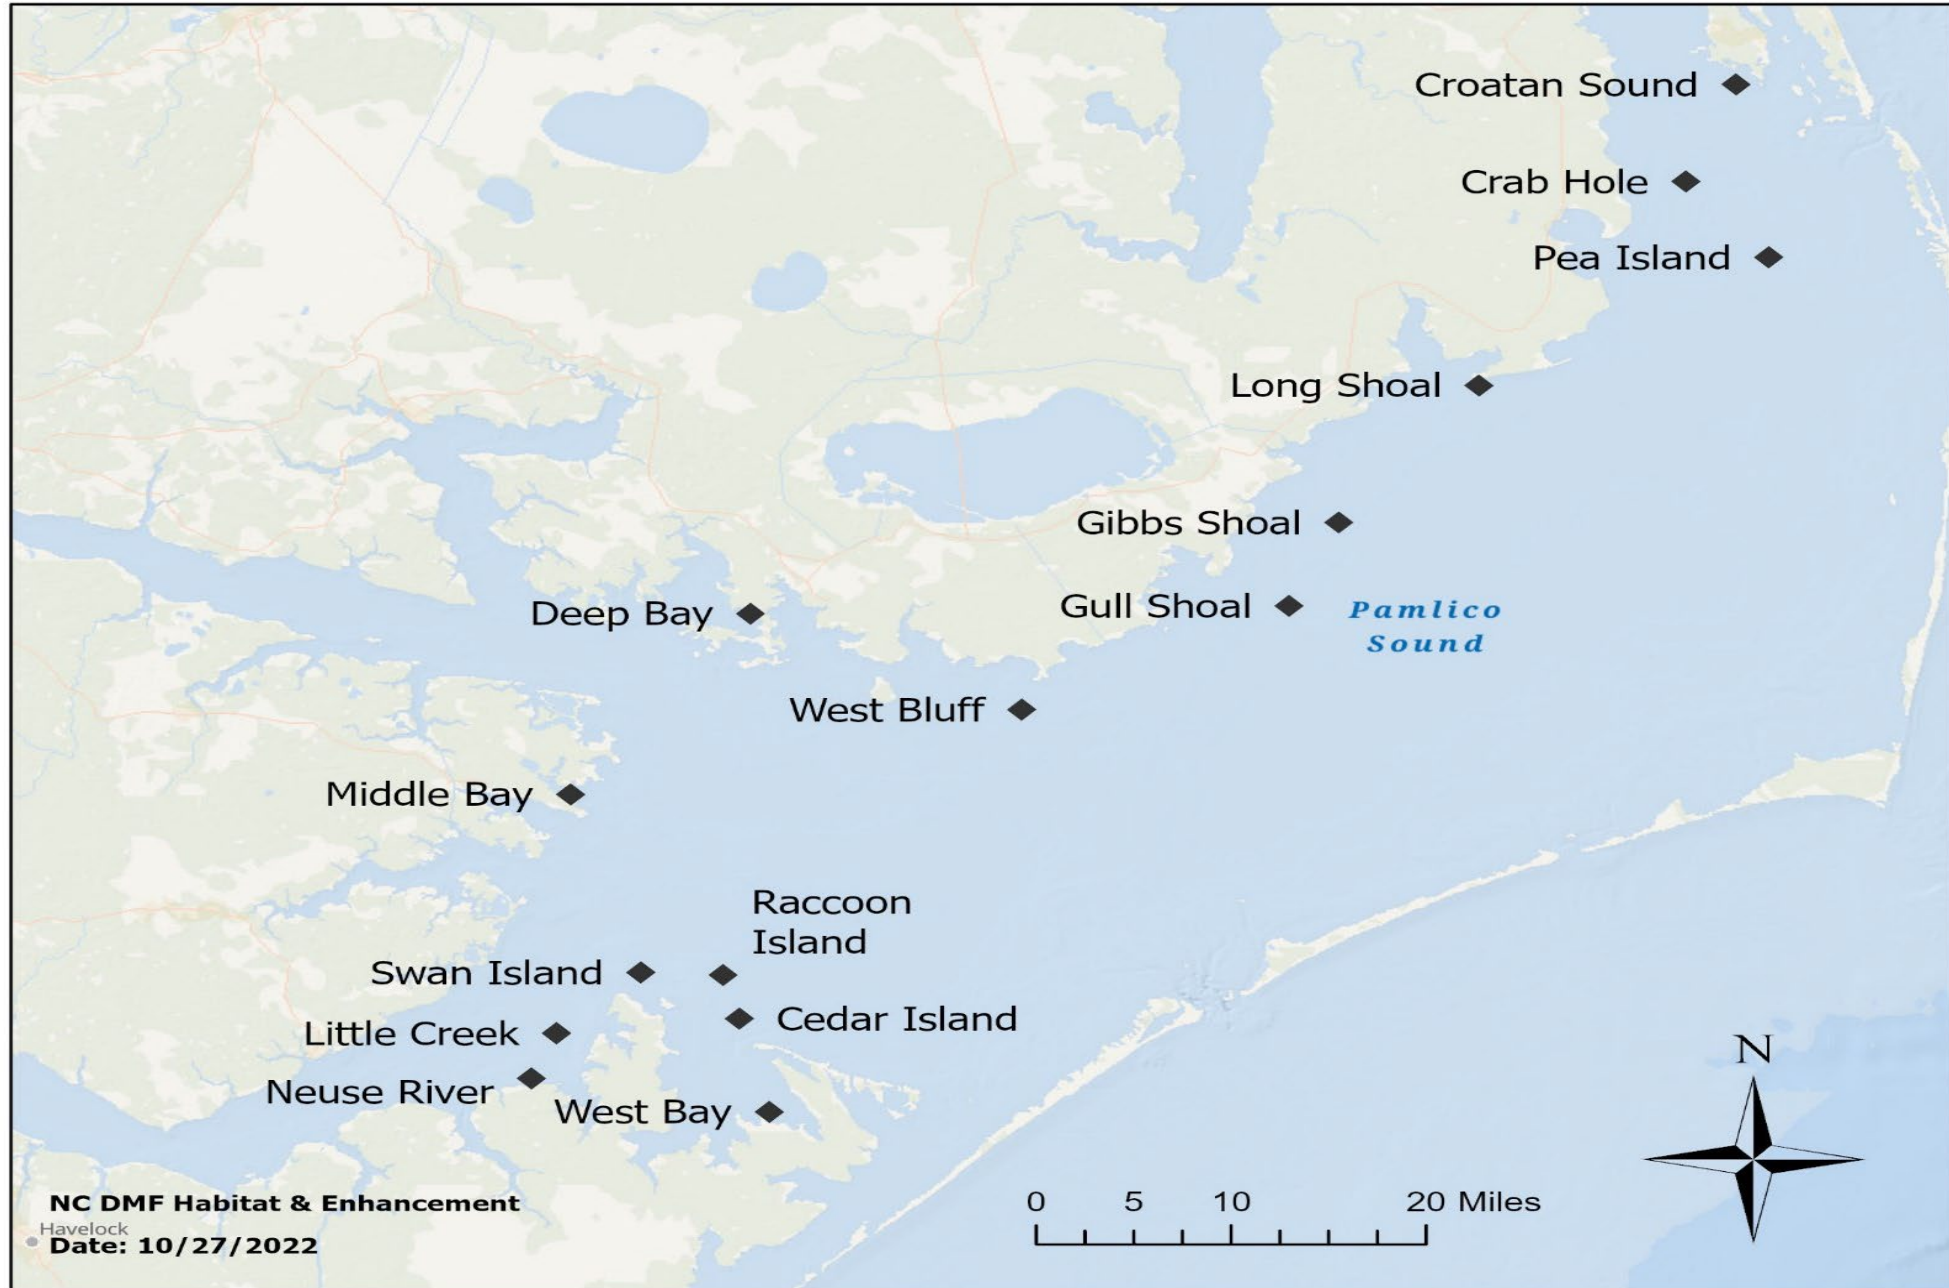 Croatan Sound
Crab Hole
Pea Island
Long Shoal
Gibbs Shoal
Gull Shoal
Pamlico
Sound
Deep Bay
West Bluff
Middle Bay
Raccoon
Island
Swan Island
Cedar Island
Little Creek
Neuse River
West Bay
N
0 5 10 20 Miles
NC DMF Habitat & Enhancement
Havelock
Date: 10/27/2022